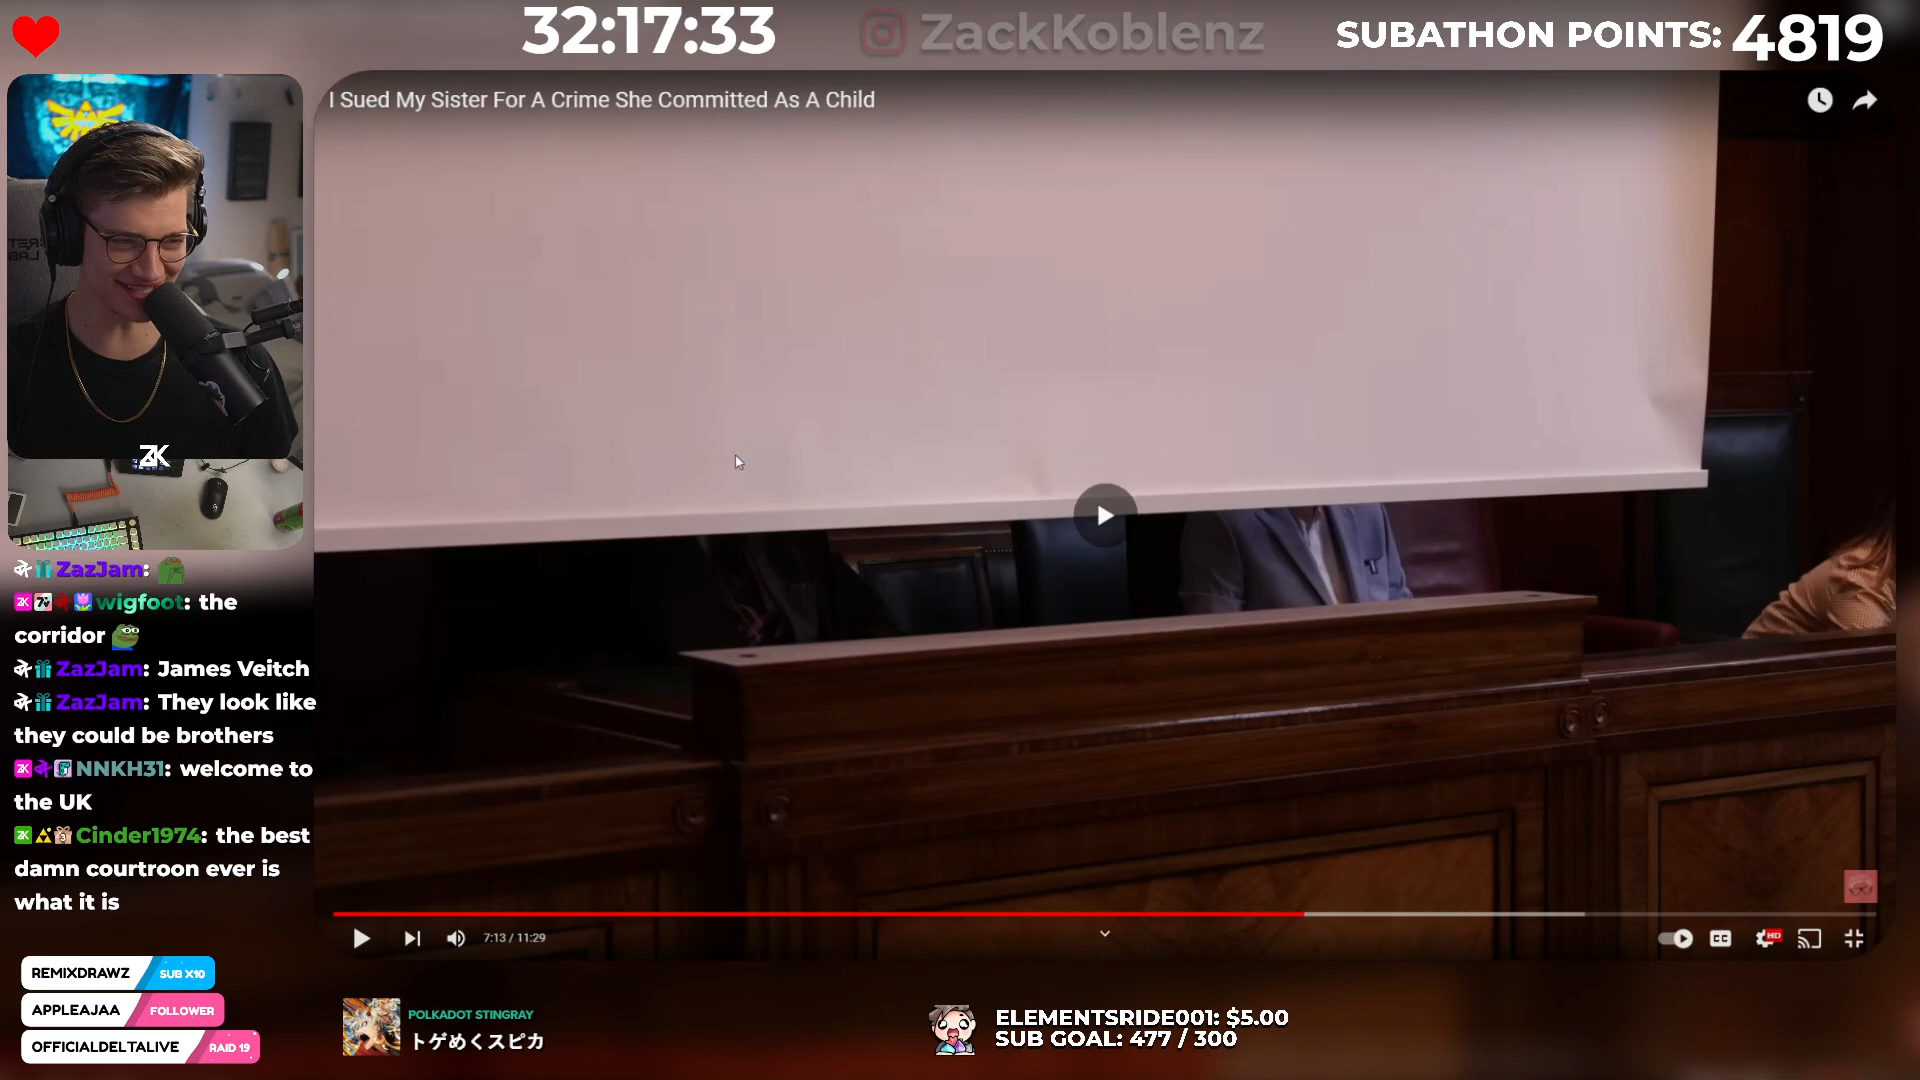 32:17:33
ZackKoblenz
SUBATHON POINTS: 4819
I Sued My Sister For A Crime She Committed As A Child
ZK
ZazJam:
wigfoot: the
corridor
ZazJam: James Veitch
ZazJam: They look like
they could be brothers
NNKH31: welcome to
the UK
Cinder1974: the best
damn courtroon ever is
what it is
7:13 / 11:29
CC
HD
REMIXDRAWZ SUB X10
APPLEAJAA FOLLOWER
OFFICIALDELTALIVE RAID 19
POLKADOT STINGRAY
トゲめくスピカ
ELEMENTSRIDE001: $5.00
SUB GOAL: 477 / 300